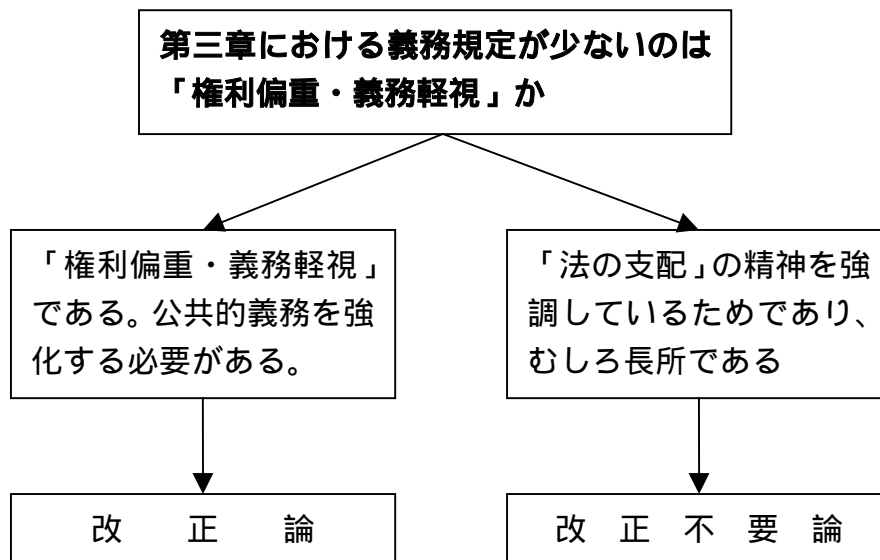 第三章における義務規定が少ないのは
「権利偏重・義務軽視」か
「権利偏重・義務軽視」
である。公共的義務を強
化する必要がある。
「法の支配」の精神を強
調しているためであり、
むしろ長所である
改 正 論
改 正 不 要 論